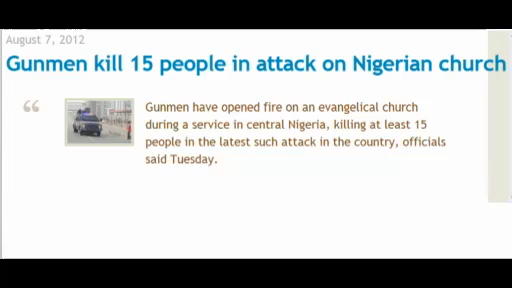 August 7, 2012
Gunmen kill 15 people in attack on Nigerian church
“
Gunmen have opened fire on an evangelical church
during a service in central Nigeria, killing at least 15
people in the latest such attack in the country, officials
said Tuesday.